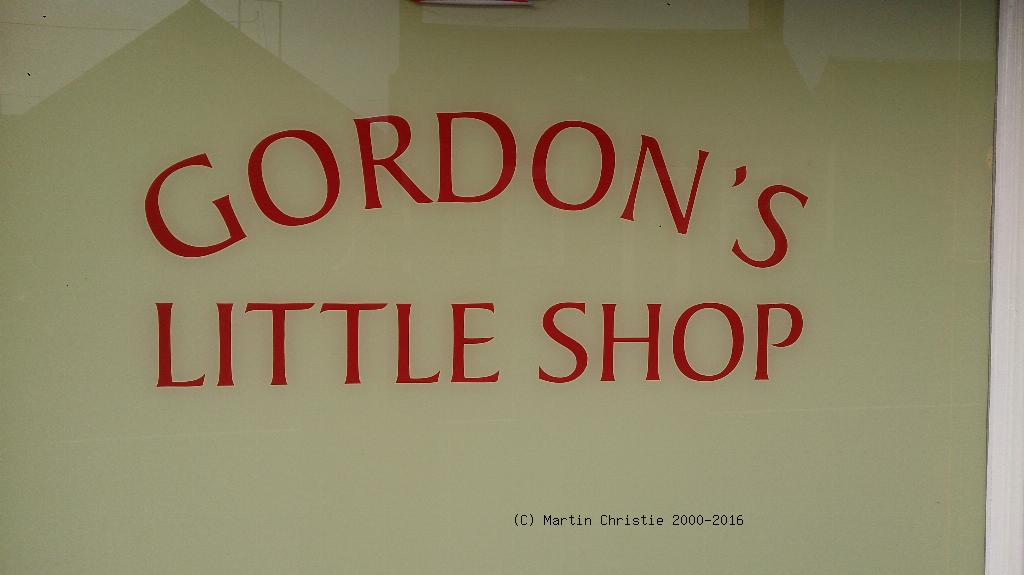 GORDON'S
LITTLE SHOP
(C) Martin Christie 2000-2016